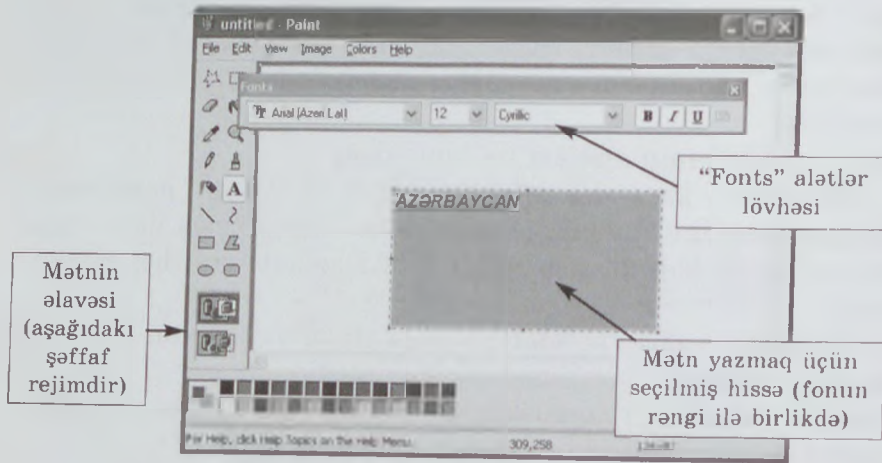 untitled - Paint
File Edit View Image Colors Help
Fonts
Arial (Azeri Lat) 12 Cyrillic B I U
"Fonts" alətlər
lövhəsi
A
AZƏRBAYCAN
Mətnin
əlavəsi
(aşağıdakı
şəffaf
rejimdir)
Mətn yazmaq üçün
seçilmiş hissə (fonun
rəngi ilə birlikdə)
For Help, click Help Topics on the Help Menu. 309,258